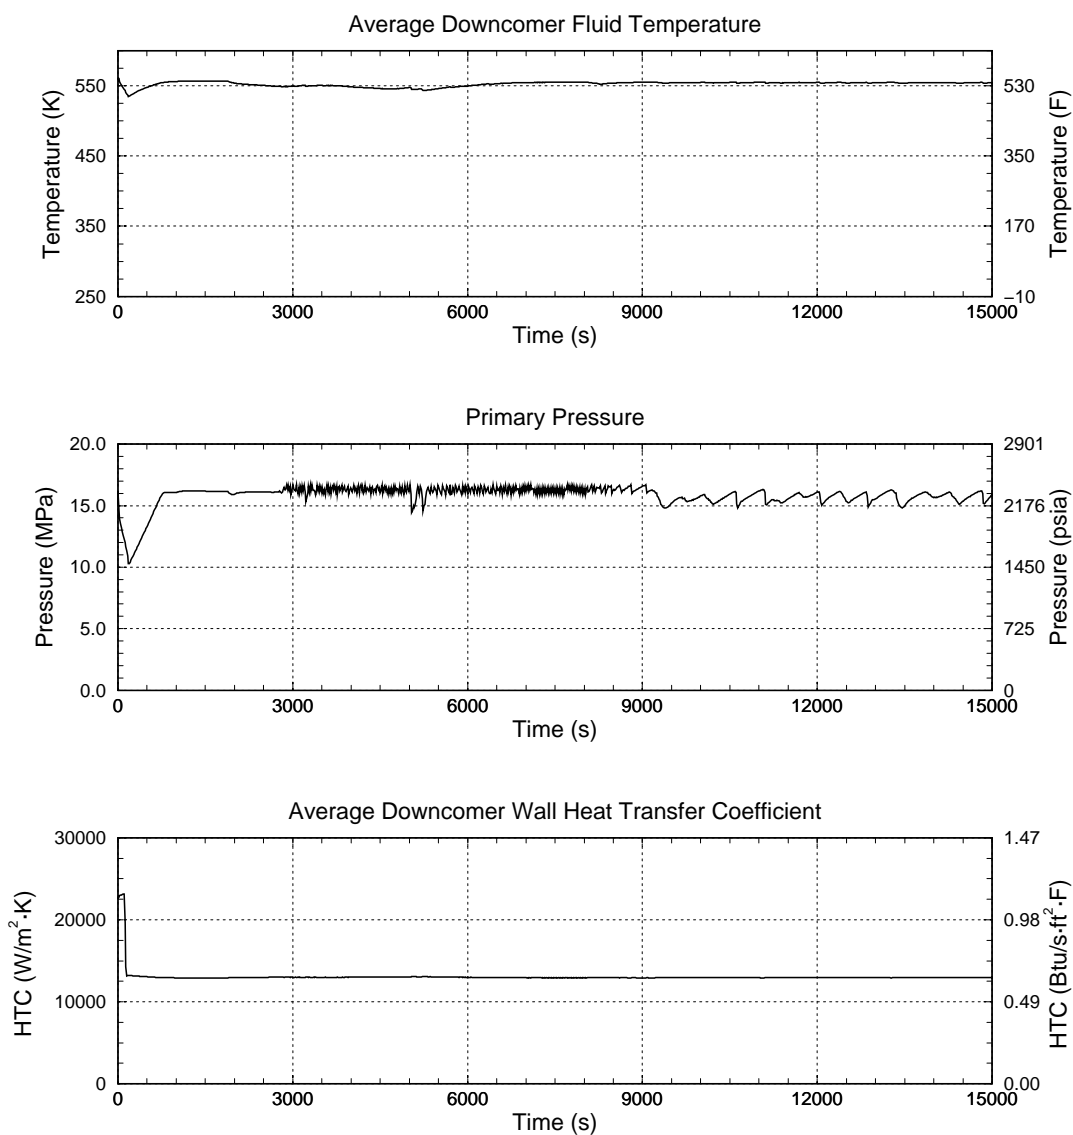 Average Downcomer Fluid Temperature
550
450
350
250
Temperature (K)
530
350
170
−10
Temperature (F)
0 3000 6000 9000 12000 15000
Time (s)
Primary Pressure
20.0
15.0
10.0
5.0
0.0
Pressure (MPa)
2901
2176
1450
725
0
Pressure (psia)
0 3000 6000 9000 12000 15000
Time (s)
Average Downcomer Wall Heat Transfer Coefficient
30000
20000
10000
0
HTC (W/m²·K)
1.47
0.98
0.49
0.00
HTC (Btu/s·ft²·F)
0 3000 6000 9000 12000 15000
Time (s)